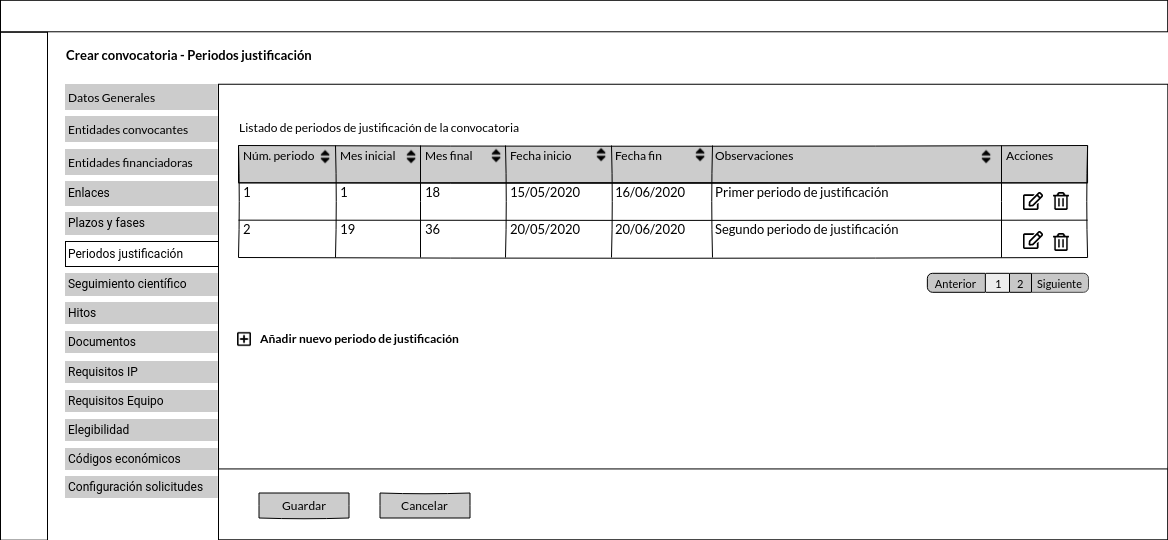 Crear convocatoria - Periodos justificación
Datos Generales
Entidades convocantes
Entidades financiadoras
Enlaces
Plazos y fases
Periodos justificación
Seguimiento científico
Hitos
Documentos
Requisitos IP
Requisitos Equipo
Elegibilidad
Códigos económicos
Configuración solicitudes
Listado de periodos de justificación de la convocatoria
Núm. periodo Mes inicial Mes final Fecha inicio Fecha fin Observaciones Acciones
1 1 18 15/05/2020 16/06/2020 Primer periodo de justificación
2 19 36 20/05/2020 20/06/2020 Segundo periodo de justificación
Anterior 1 2 Siguiente
Añadir nuevo periodo de justificación
Guardar Cancelar